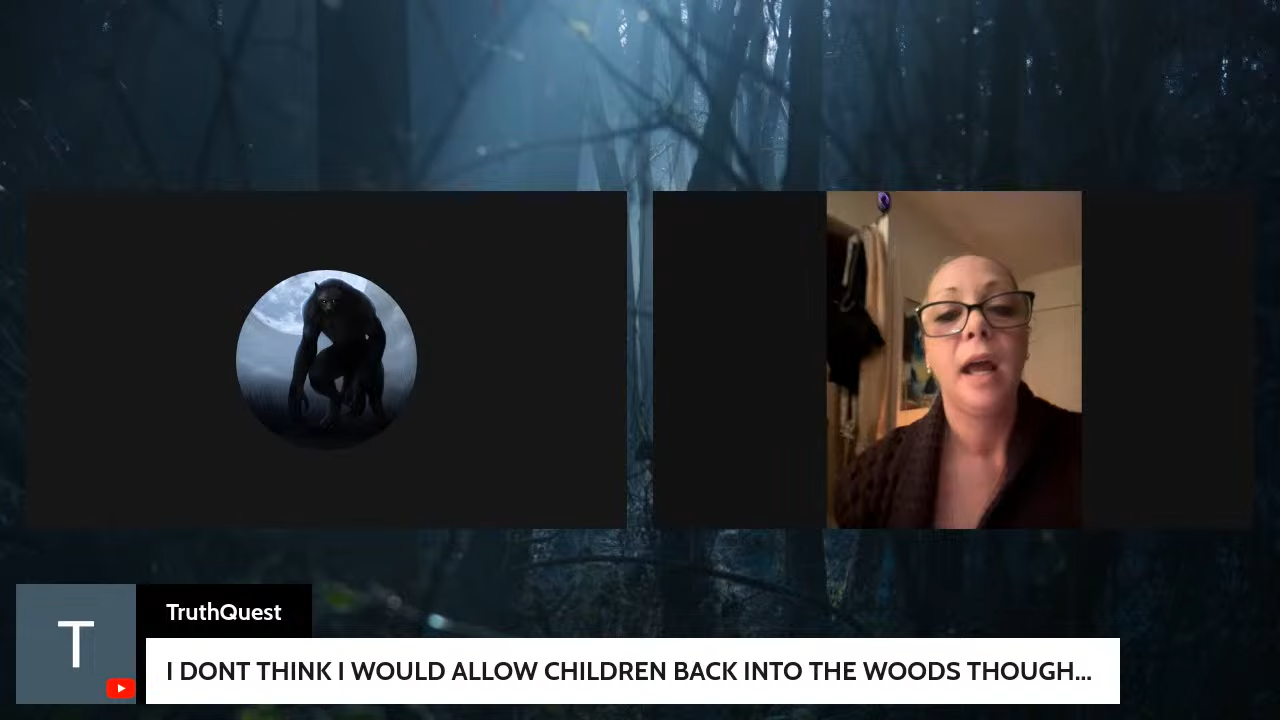 T
TruthQuest
I DONT THINK I WOULD ALLOW CHILDREN BACK INTO THE WOODS THOUGH...